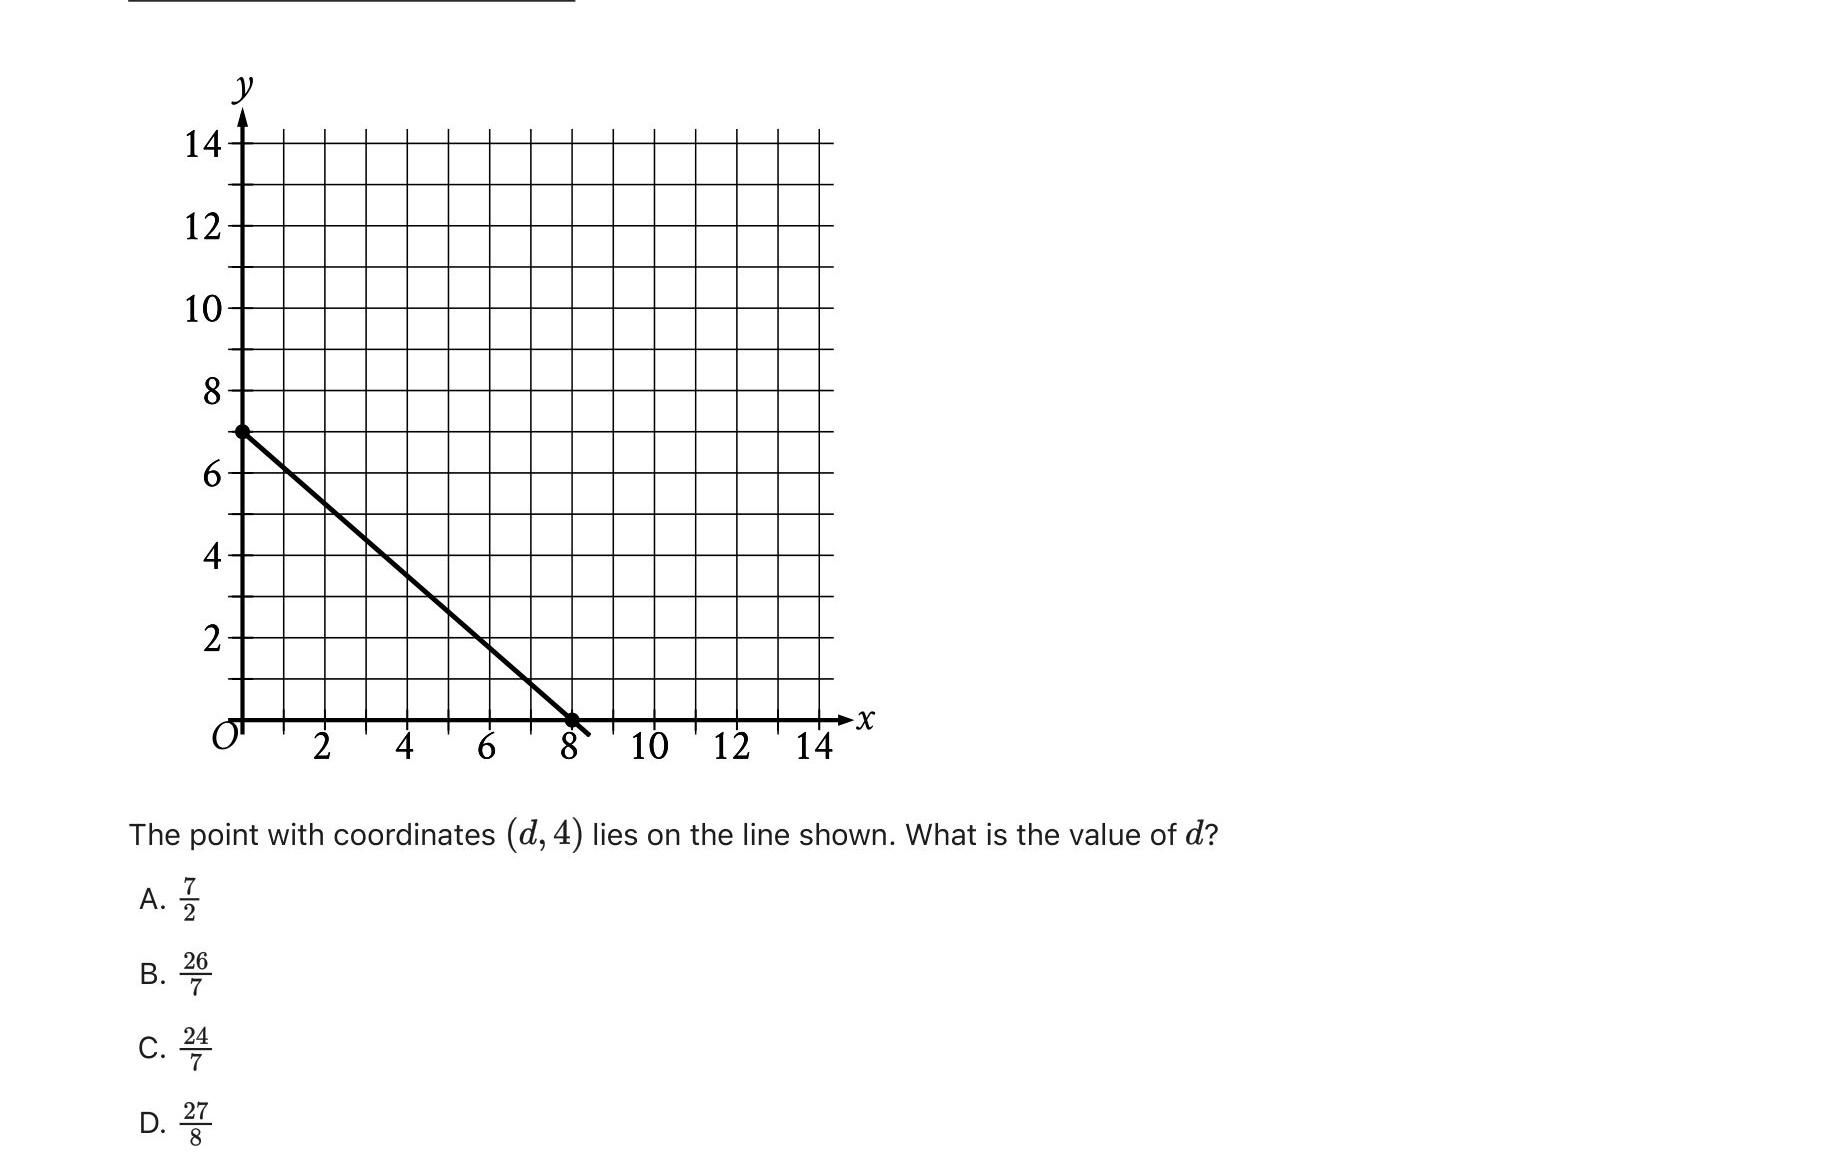 y
14
12
10
8
6
4
2
O 2 4 6 8 10 12 14 x
The point with coordinates (d, 4) lies on the line shown. What is the value of d?
A. 7/2
B. 26/7
C. 24/7
D. 27/8